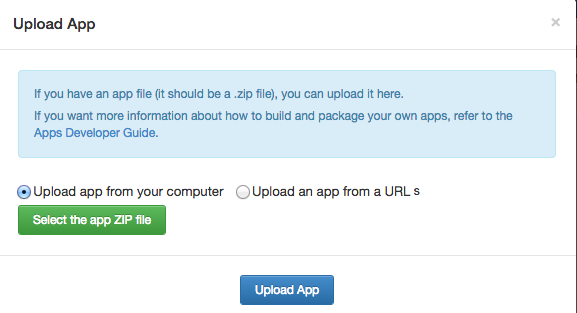 Upload App ×
If you have an app file (it should be a .zip file), you can upload it here.
If you want more information about how to build and package your own apps, refer to the
Apps Developer Guide.
Upload app from your computer Upload an app from a URL s
Select the app ZIP file
Upload App